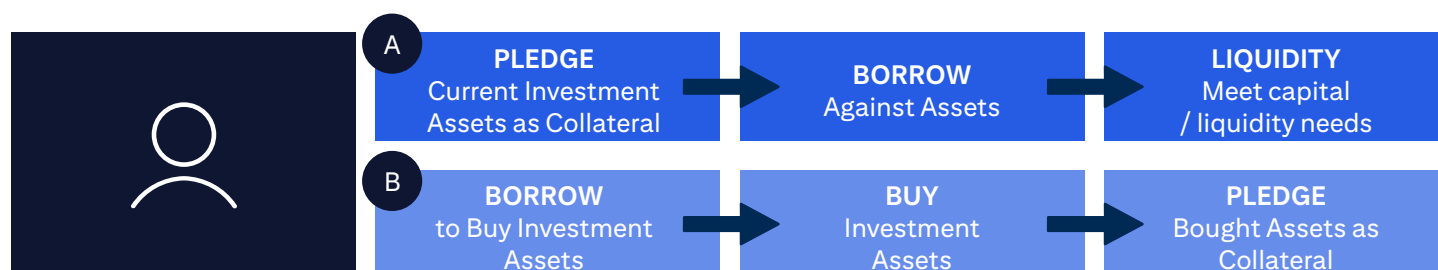 A
PLEDGE
Current Investment
Assets as Collateral
BORROW
Against Assets
LIQUIDITY
Meet capital
/ liquidity needs
B
BORROW
to Buy Investment
Assets
BUY
Investment
Assets
PLEDGE
Bought Assets as
Collateral